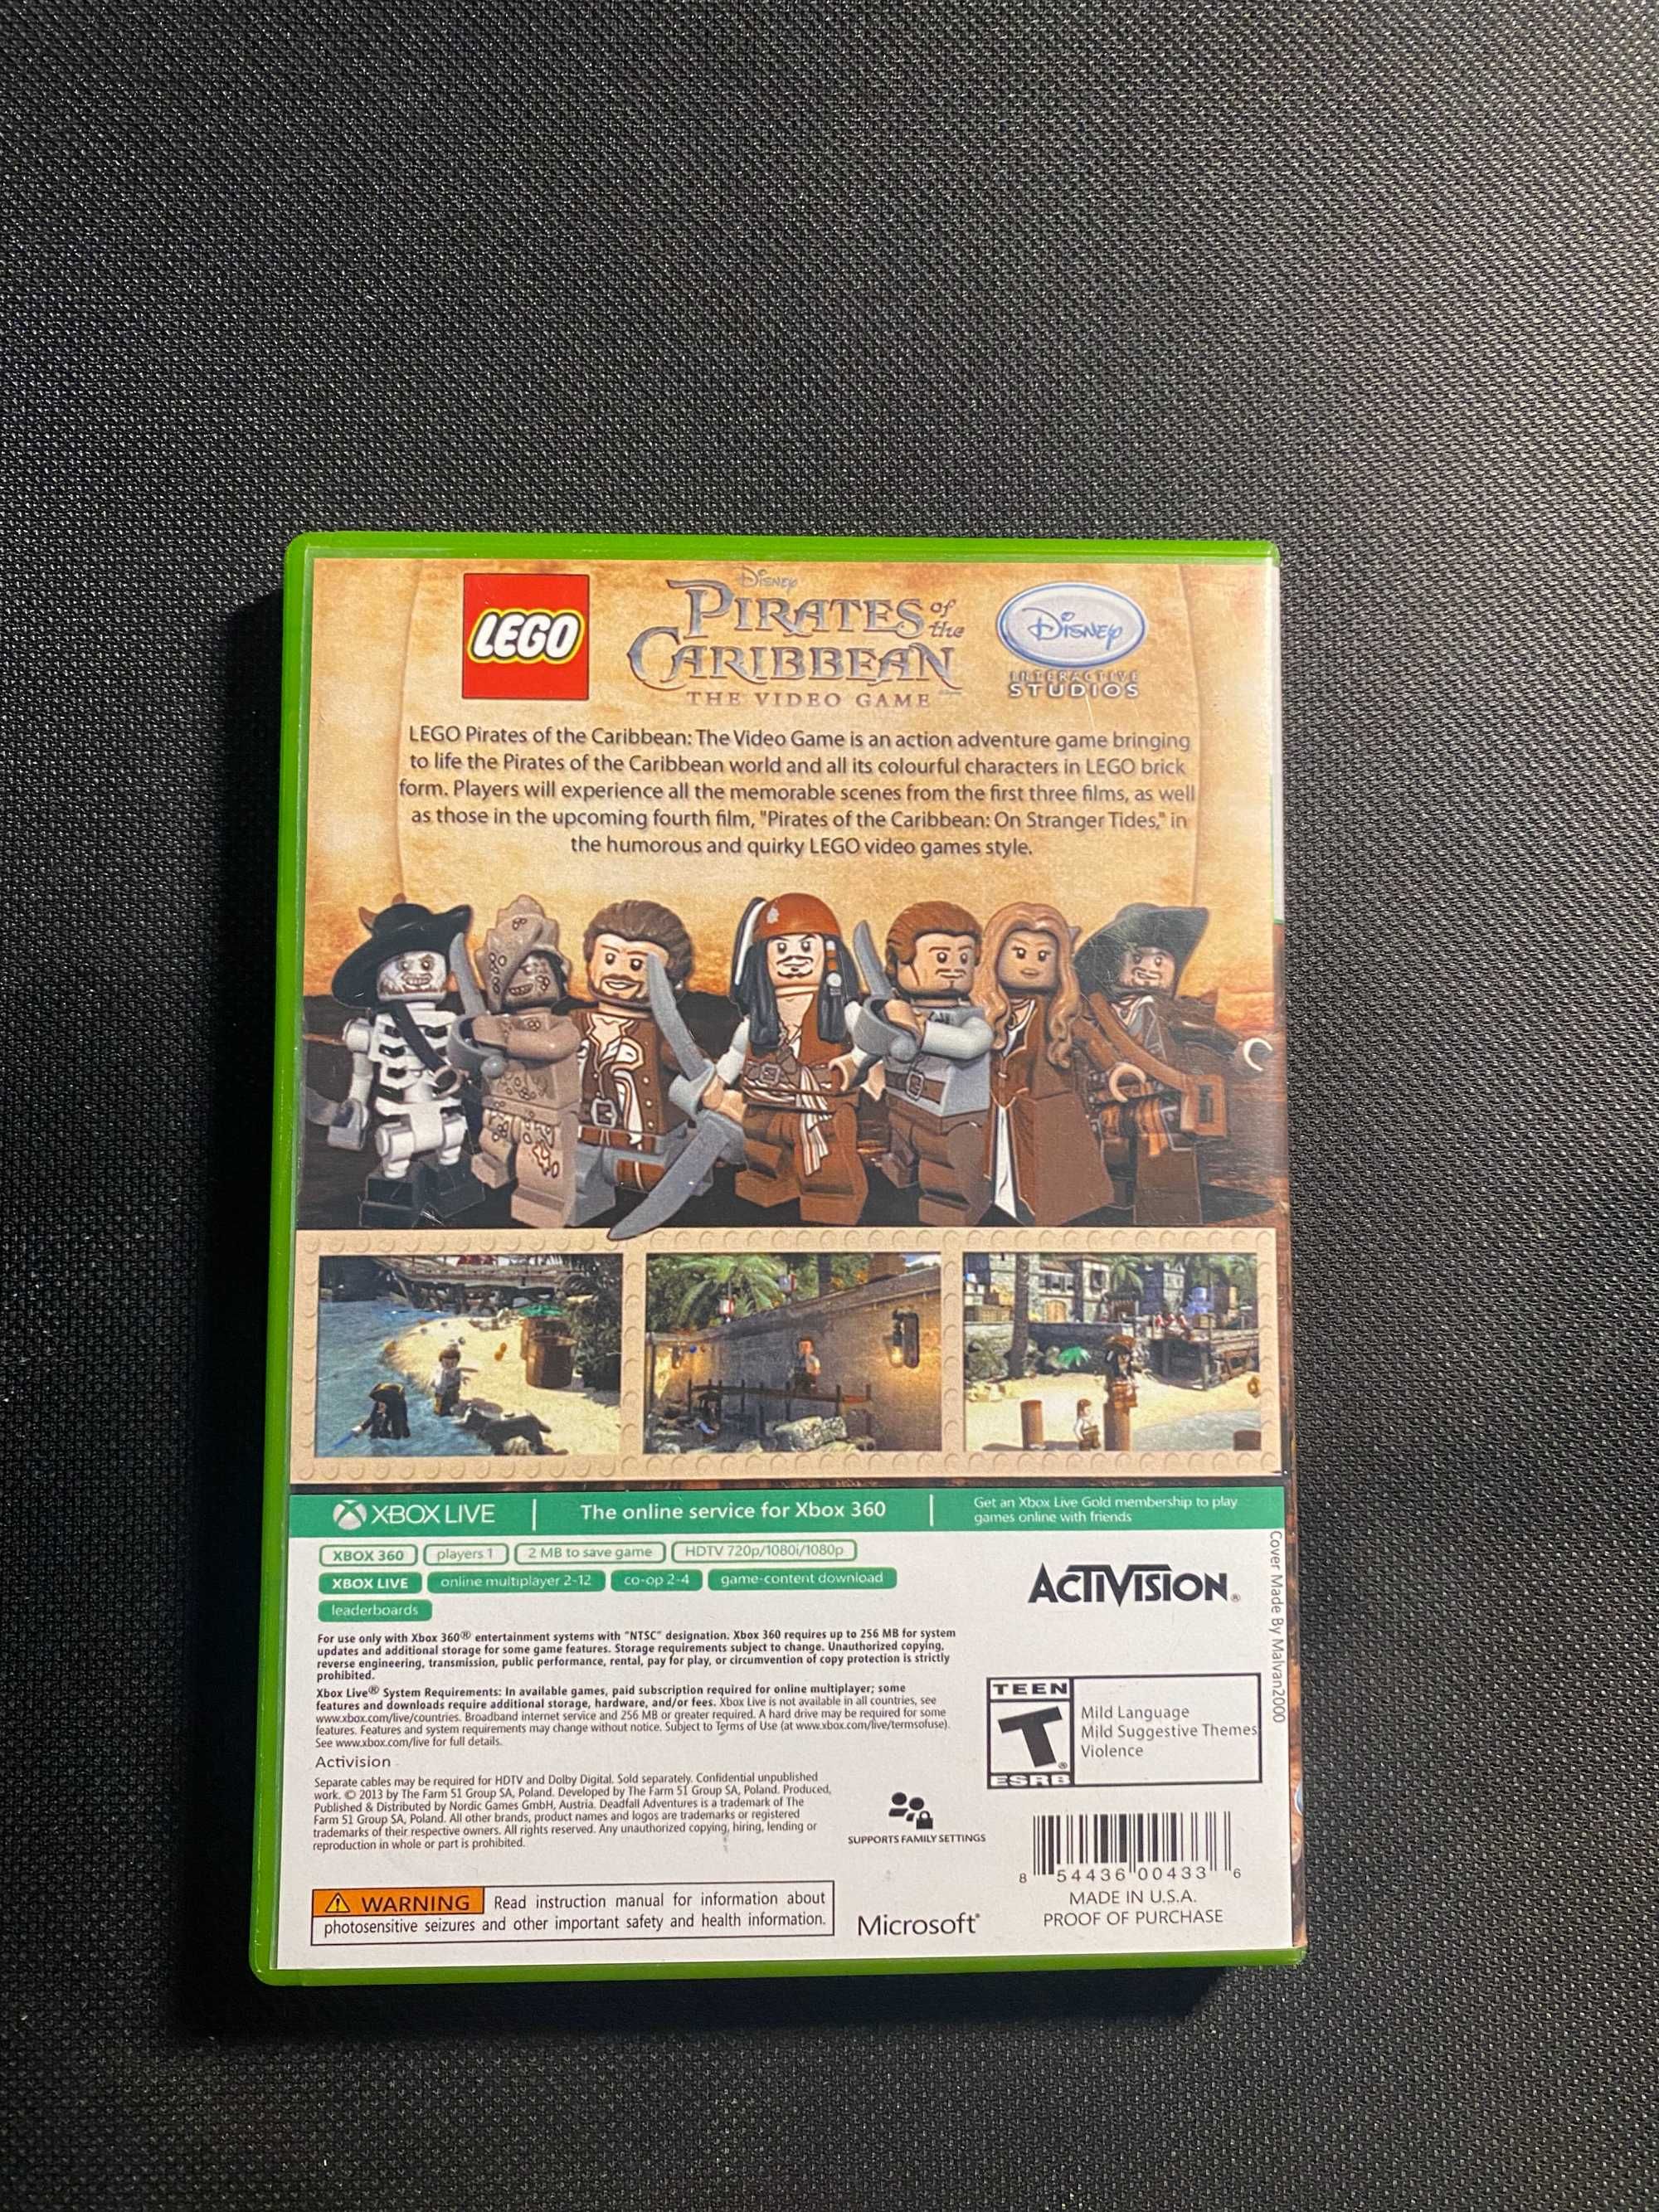 LEGO
DISNEY
PIRATES of the
CARIBBEAN
THE VIDEO GAME
Disney
INTERACTIVE
STUDIOS
LEGO Pirates of the Caribbean: The Video Game is an action adventure game bringing
to life the Pirates of the Caribbean world and all its colourful characters in LEGO brick
form. Players will experience all the memorable scenes from the first three films, as well
as those in the upcoming fourth film, "Pirates of the Caribbean: On Stranger Tides," in
the humorous and quirky LEGO video games style.
XBOX LIVE
The online service for Xbox 360
Get an Xbox Live Gold membership to play
games online with friends
XBOX 360 players 1 2 MB to save game HDTV 720p/1080i/1080p
XBOX LIVE online multiplayer 2-12 co-op 2-4 game-content download
leaderboards
ACTIVISION®
Cover Made By Malvan2000
For use only with Xbox 360® entertainment systems with "NTSC" designation. Xbox 360 requires up to 256 MB for system
updates and additional storage for some game features. Storage requirements subject to change. Unauthorized copying,
reverse engineering, transmission, public performance, rental, pay for play, or circumvention of copy protection is strictly
prohibited.
Xbox Live® System Requirements: In available games, paid subscription required for online multiplayer; some
features and downloads require additional storage, hardware, and/or fees. Xbox Live is not available in all countries, see
www.xbox.com/live/countries. Broadband internet service and 256 MB or greater required. A hard drive may be required for some
features. Features and system requirements may change without notice. Subject to Terms of Use (at www.xbox.com/live/termsofuse).
See www.xbox.com/live for full details.
Activision
Separate cables may be required for HDTV and Dolby Digital. Sold separately. Confidential unpublished
work. © 2013 by The Farm 51 Group SA, Poland. Developed by The Farm 51 Group SA, Poland. Produced,
Published & Distributed by Nordic Games GmbH, Austria. Deadfall Adventures is a trademark of The
Farm 51 Group SA, Poland. All other brands, product names and logos are trademarks or registered
trademarks of their respective owners. All rights reserved. Any unauthorized copying, hiring, lending or
reproduction in whole or part is prohibited.
SUPPORTS FAMILY SETTINGS
TEEN
T
ESRB
Mild Language
Mild Suggestive Themes
Violence
8 54436 00433 6
MADE IN U.S.A.
PROOF OF PURCHASE
WARNING Read instruction manual for information about
photosensitive seizures and other important safety and health information.
Microsoft®